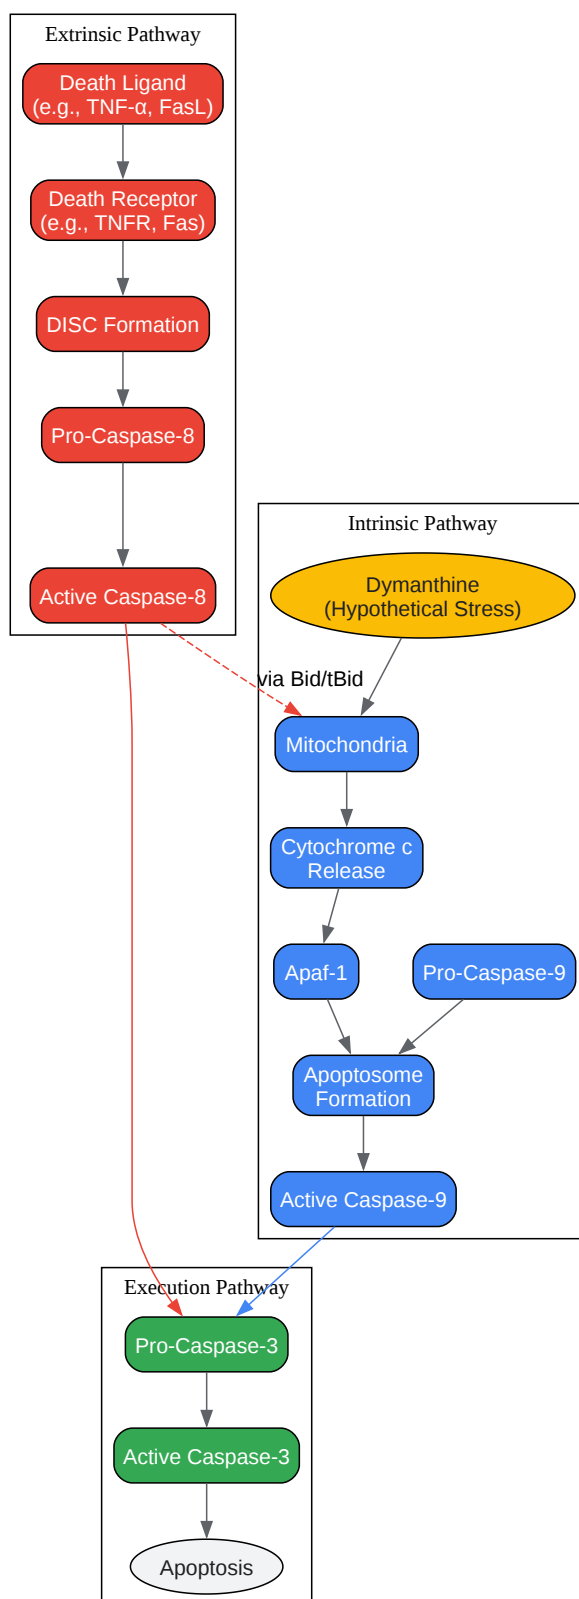 Extrinsic Pathway
Death Ligand
(e.g., TNF-α, FasL)
Death Receptor
(e.g., TNFR, Fas)
DISC Formation
Pro-Caspase-8
Active Caspase-8
Intrinsic Pathway
Dymanthine
(Hypothetical Stress)
via Bid/tBid
Mitochondria
Cytochrome c
Release
Apaf-1
Pro-Caspase-9
Apoptosome
Formation
Active Caspase-9
Execution Pathway
Pro-Caspase-3
Active Caspase-3
Apoptosis